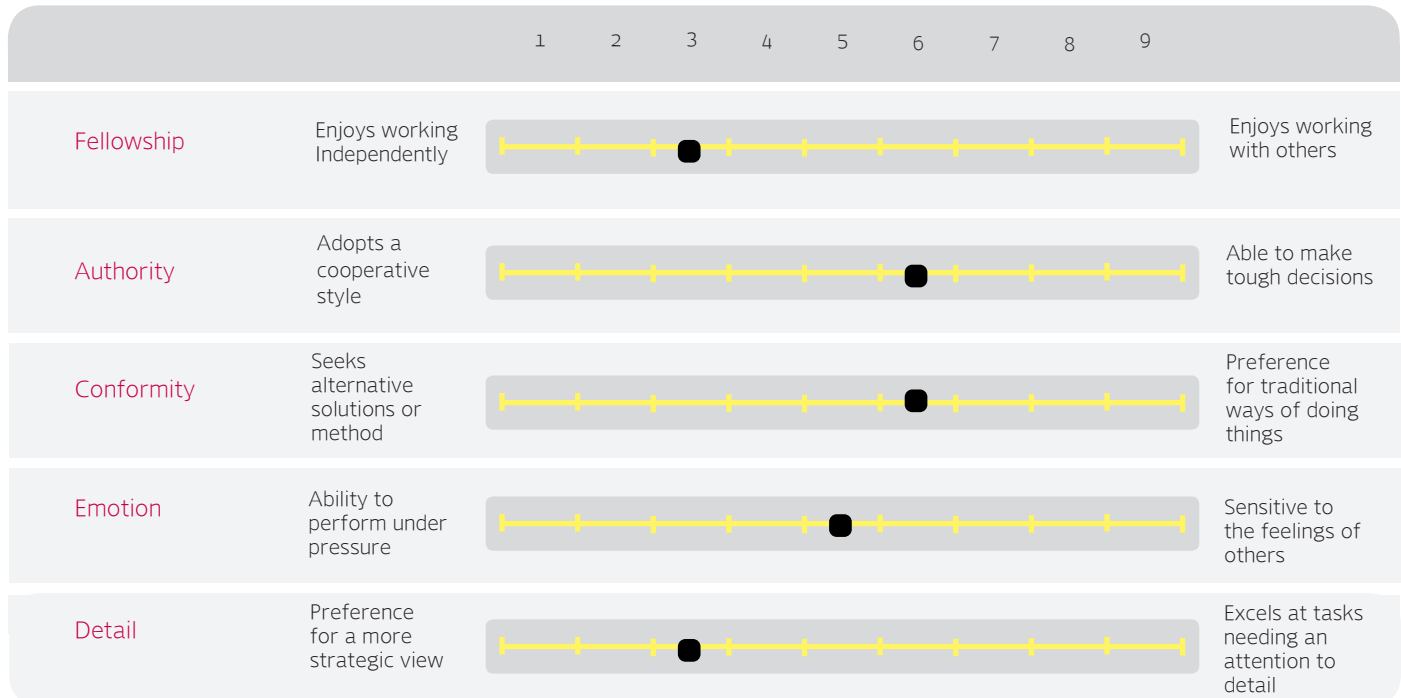 1 2 3 4 5 6 7 8 9
Fellowship
Enjoys working
Independently
Enjoys working
with others
Authority
Adopts a
cooperative
style
Able to make
tough decisions
Conformity
Seeks
alternative
solutions or
method
Preference
for traditional
ways of doing
things
Emotion
Ability to
perform under
pressure
Sensitive to
the feelings of
others
Detail
Preference
for a more
strategic view
Excels at tasks
needing an
attention to
detail